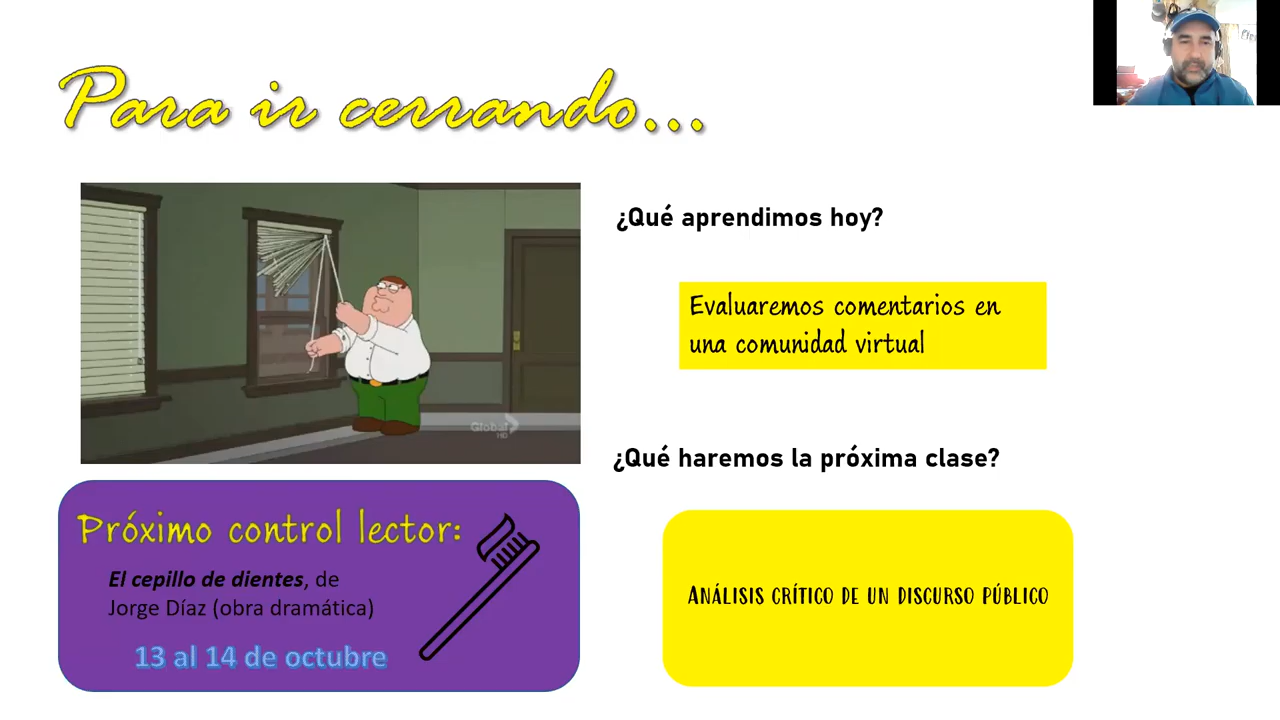 Para ir cerrando...
¿Qué aprendimos hoy?
Evaluaremos comentarios en
una comunidad virtual
Global
HD
¿Qué haremos la próxima clase?
Análisis crítico de un discurso público
Próximo control lector:
El cepillo de dientes, de
Jorge Díaz (obra dramática)
13 al 14 de octubre